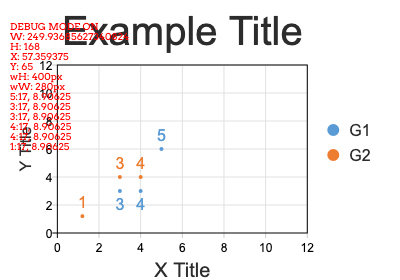 DEBUG MODE ON
Example Title
H: 168
X: 57.359375
Y: 65
wH: 400px
wW: 280px
5:17, 8.90625
3:17, 8.90625
3:17, 8.90625
4:17, 8.90625
4:17, 8.90625
1:17, 8.90625
12
10
8
6
4
2
0
Y Title
5
3 4
3 4
1
0 2 4 6 8 10 12
X Title
G1
G2